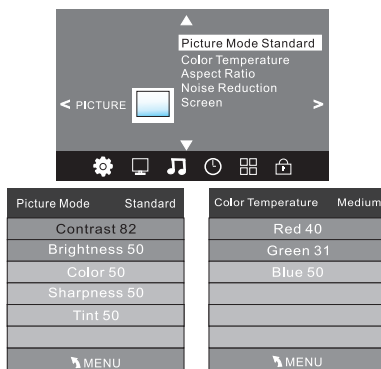 Picture Mode Standard
Color Temperature
Aspect Ratio
Noise Reduction
Screen
< PICTURE
>
Picture Mode Standard
Contrast 82
Brightness 50
Color 50
Sharpness 50
Tint 50
MENU
Color Temperature Medium
Red 40
Green 31
Blue 50
MENU